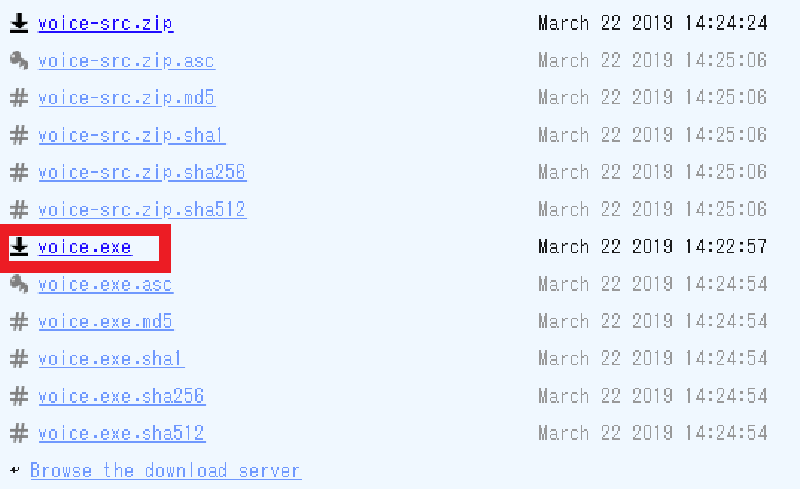 voice-src.zip March 22 2019 14:24:24
voice-src.zip.asc March 22 2019 14:25:06
# voice-src.zip.md5 March 22 2019 14:25:06
# voice-src.zip.sha1 March 22 2019 14:25:06
# voice-src.zip.sha256 March 22 2019 14:25:06
# voice-src.zip.sha512 March 22 2019 14:25:06
voice.exe March 22 2019 14:22:57
voice.exe.asc March 22 2019 14:24:54
# voice.exe.md5 March 22 2019 14:24:54
# voice.exe.sha1 March 22 2019 14:24:54
# voice.exe.sha256 March 22 2019 14:24:54
# voice.exe.sha512 March 22 2019 14:24:54
Browse the download server